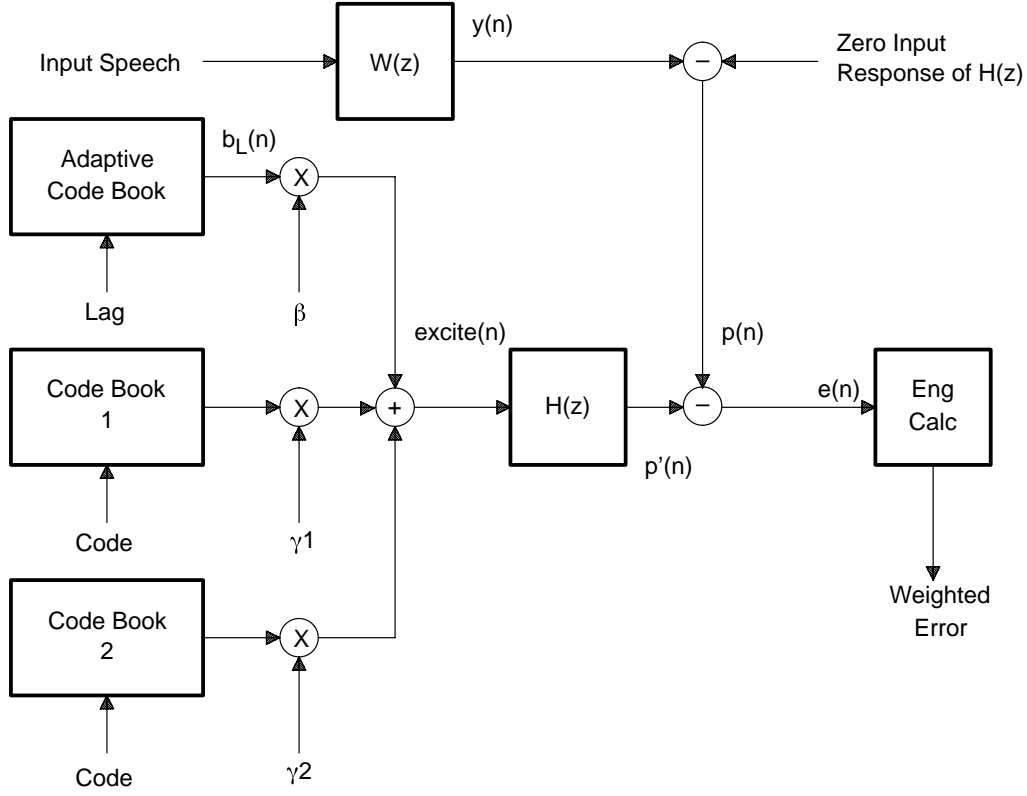 y(n)
Input Speech
W(z)
−
Zero Input
Response of H(z)
Adaptive
Code Book
b_L(n)
X
Lag
β
excite(n)
p(n)
Code Book
1
X
+
H(z)
−
e(n)
Eng
Calc
p'(n)
Code
γ1
Weighted
Error
Code Book
2
X
Code
γ2